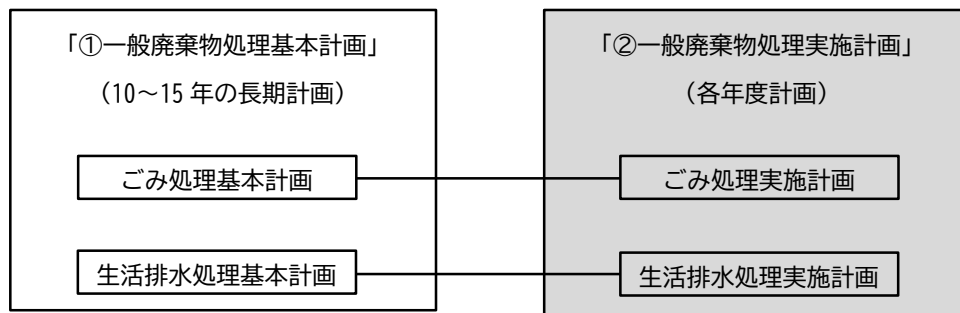 「①一般廃棄物処理基本計画」
（10～15 年の長期計画）
ごみ処理基本計画
生活排水処理基本計画
「②一般廃棄物処理実施計画」
（各年度計画）
ごみ処理実施計画
生活排水処理実施計画